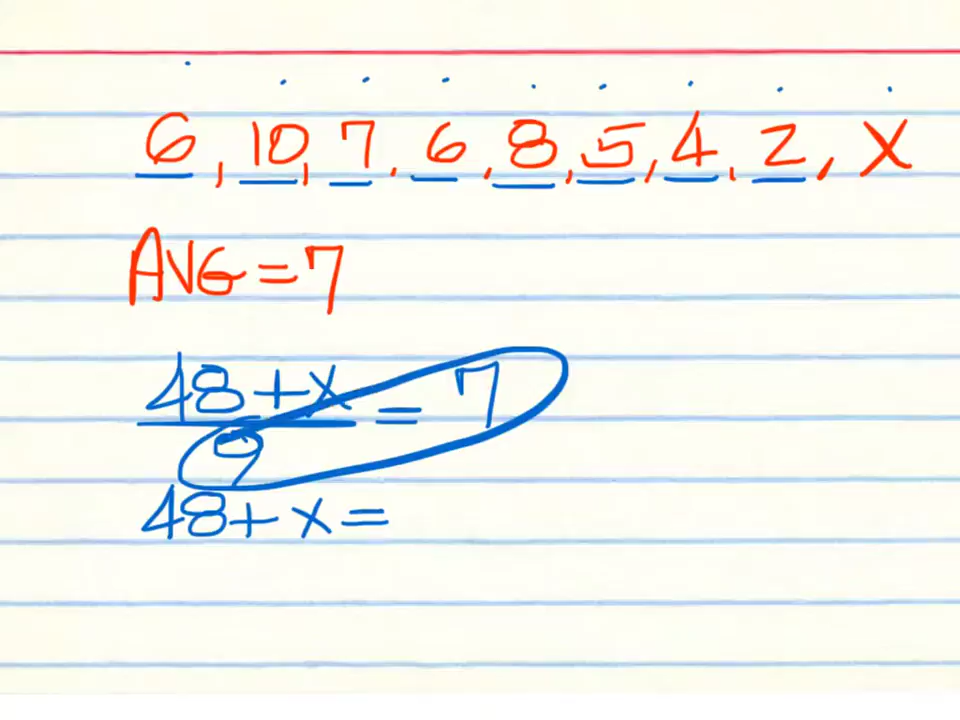 6, 10, 7, 6, 8, 5, 4, 2, X
AVG = 7
48 + x
9
= 7
48 + x =